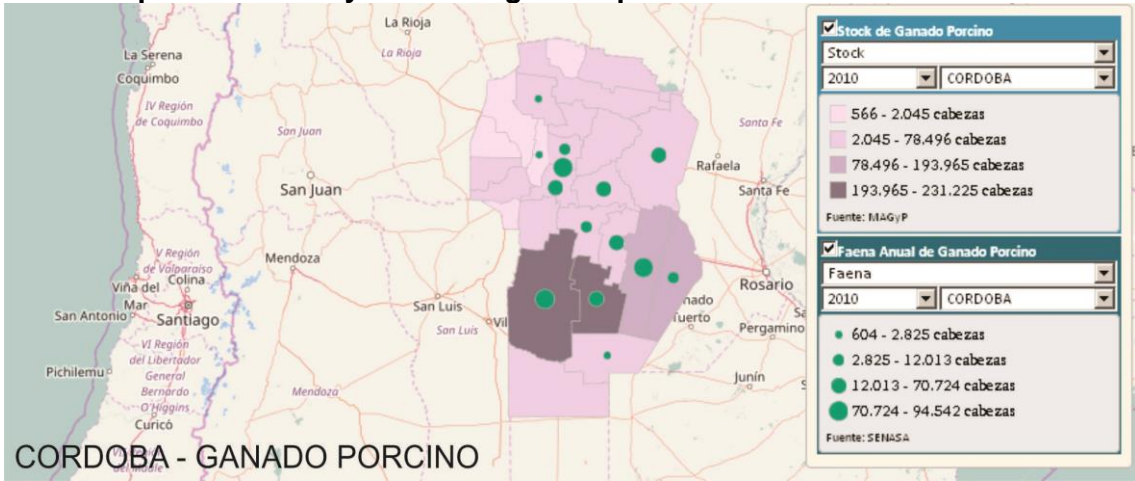 La Rioja
La Rioja
La Serena
Coquimbo
IV Región
de Coquimbo
San Juan
San Juan
Santa Fe
Rafaela
Santa Fe
Mendoza
V Región
de Valparaíso
Colina
Viña del
Mar
San Antonio
Santiago
San Luis
San Luis
Rosario
Pergamino
VI Región
del Libertador
General
Bernardo
O'Higgins
Pichilemu
Mendoza
Junín
Curicó
CORDOBA - GANADO PORCINO
Stock de Ganado Porcino
Stock
2010 CORDOBA
566 - 2.045 cabezas
2.045 - 78.496 cabezas
78.496 - 193.965 cabezas
193.965 - 231.225 cabezas
Fuente: MAGyP
Faena Anual de Ganado Porcino
Faena
2010 CORDOBA
604 - 2.825 cabezas
2.825 - 12.013 cabezas
12.013 - 70.724 cabezas
70.724 - 94.542 cabezas
Fuente: SENASA